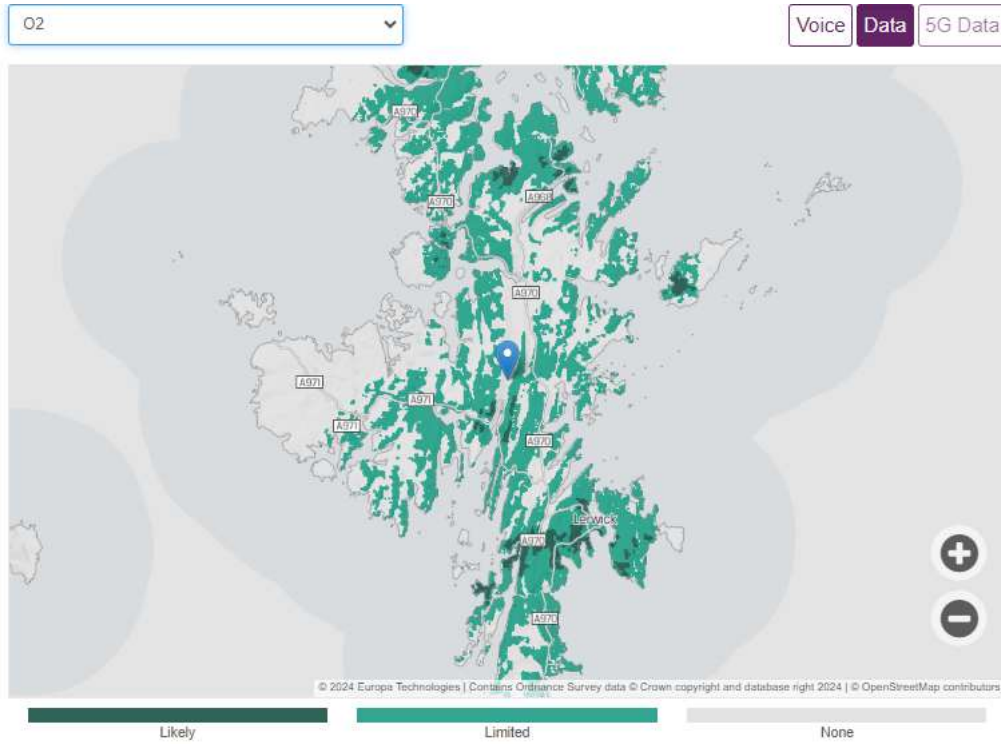 O2
Voice Data 5G Data
A970
A970
A968
A970
A971
A971
A971
A970
Lerwick
A970
A970
© 2024 Europa Technologies | Contains Ordnance Survey data © Crown copyright and database right 2024 | © OpenStreetMap contributors
Likely Limited None